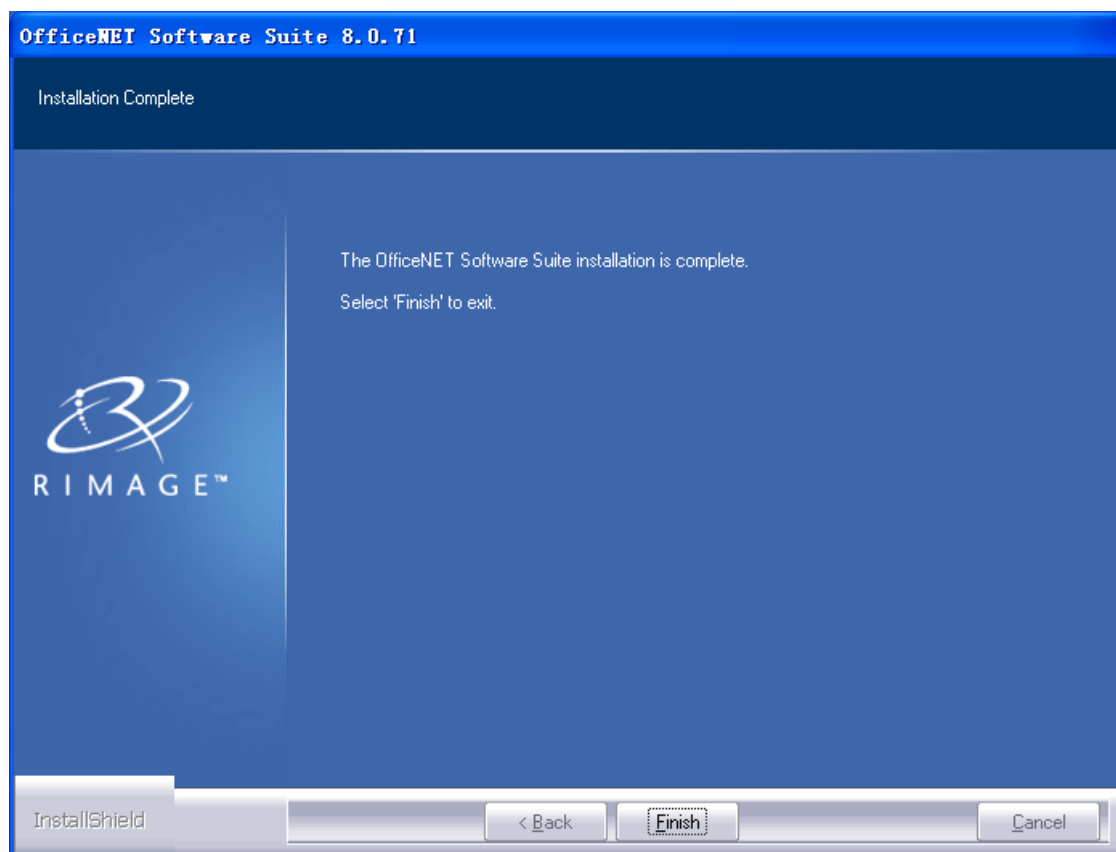 OfficeNET Software Suite 8.0.71
Installation Complete
The OfficeNET Software Suite installation is complete.
Select 'Finish' to exit.
RIMAGE™
InstallShield
< Back
Finish
Cancel